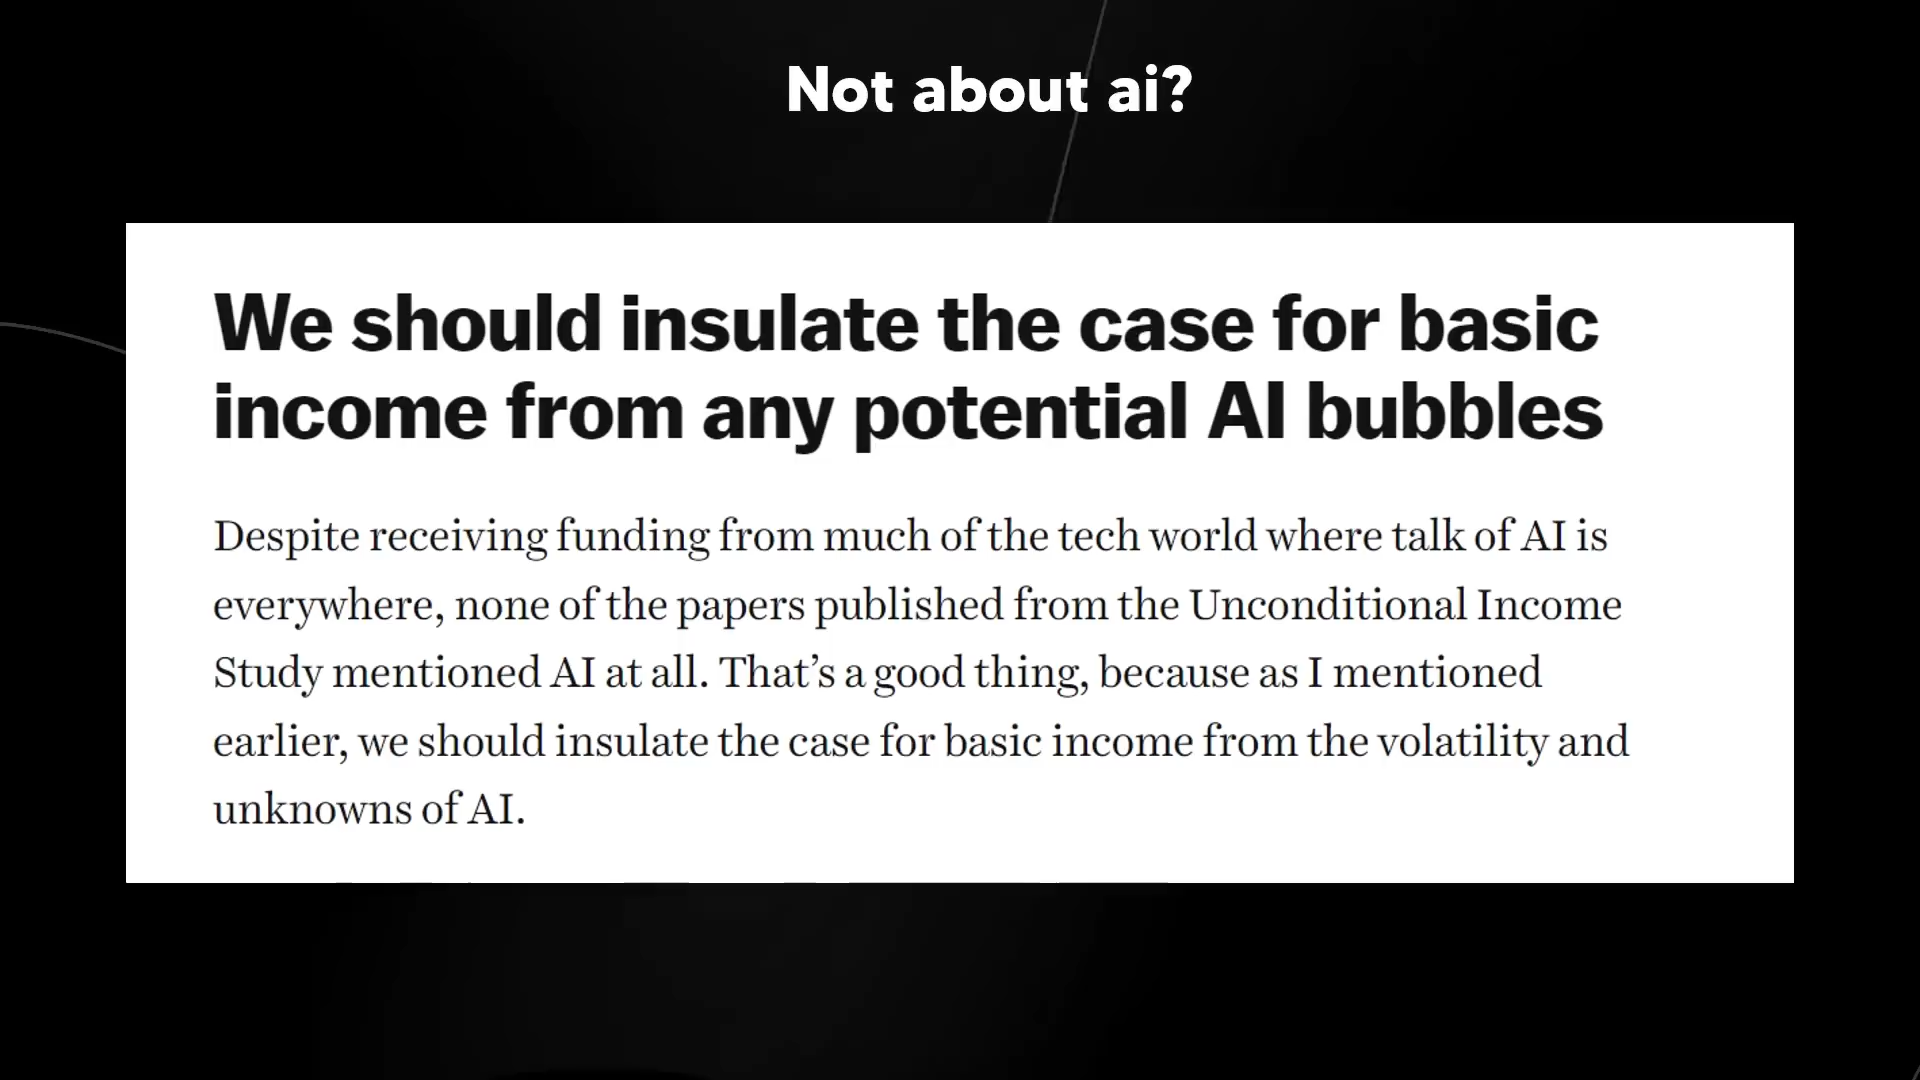 Not about ai?
We should insulate the case for basic
income from any potential AI bubbles
Despite receiving funding from much of the tech world where talk of AI is
everywhere, none of the papers published from the Unconditional Income
Study mentioned AI at all. That’s a good thing, because as I mentioned
earlier, we should insulate the case for basic income from the volatility and
unknowns of AI.